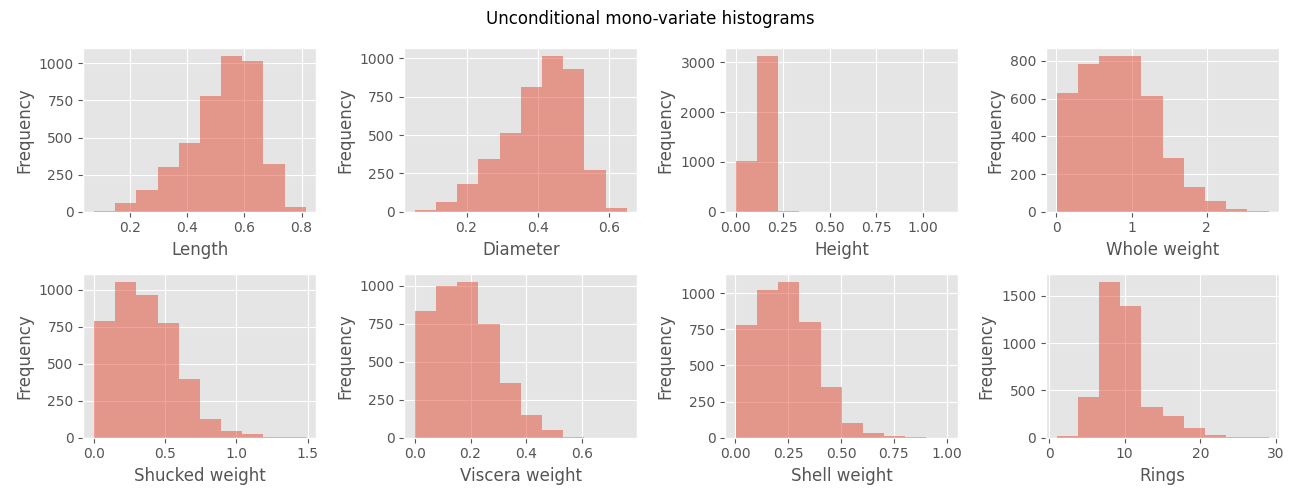 Unconditional mono-variate histograms
Frequency
1000
750
500
250
0
0.2 0.4 0.6 0.8
Length
Frequency
1000
750
500
250
0
0.2 0.4 0.6
Diameter
Frequency
3000
2000
1000
0
0.00 0.25 0.50 0.75 1.00
Height
Frequency
800
600
400
200
0
0 1 2
Whole weight
Frequency
1000
750
500
250
0
0.0 0.5 1.0 1.5
Shucked weight
Frequency
1000
750
500
250
0
0.0 0.2 0.4 0.6
Viscera weight
Frequency
1000
750
500
250
0
0.00 0.25 0.50 0.75 1.00
Shell weight
Frequency
1500
1000
500
0
0 10 20 30
Rings